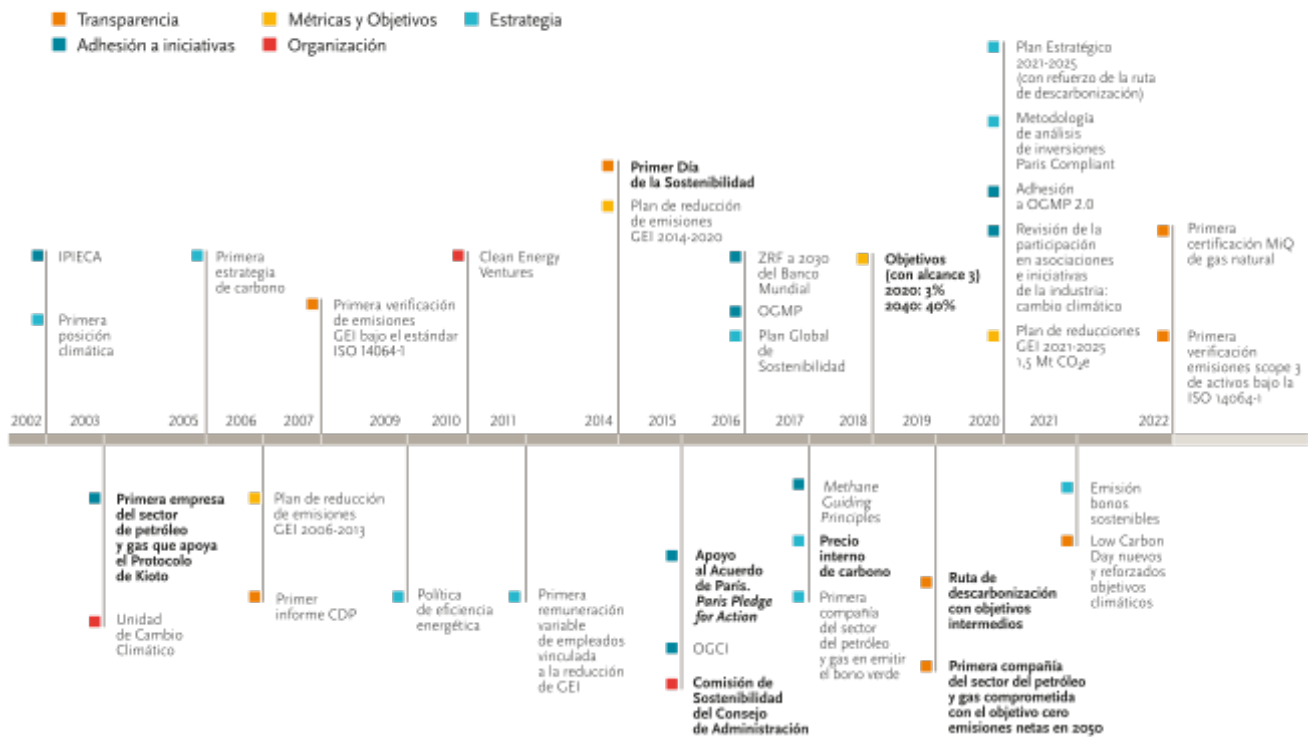 Transparencia
Métricas y Objetivos
Estrategia
Adhesión a iniciativas
Organización
IPIECA
Primera
posición
climática
Primera
estrategia
de carbono
Primera verificación
de emisiones
GEI bajo el estándar
ISO 14064-1
Clean Energy
Ventures
Primer Día
de la Sostenibilidad
Plan de reducción
de emisiones
GEI 2014-2020
ZRF a 2030
del Banco
Mundial
OGMP
Plan Global
de
Sostenibilidad
Objetivos
(con alcance 3)
2020: 3%
2040: 40%
Plan Estratégico
2021-2025
(con refuerzo de la ruta
de descarbonización)
Metodología
de análisis
de inversiones
Paris Compliant
Adhesión
a OGMP 2.0
Revisión de la
participación
en asociaciones
e iniciativas
de la industria:
cambio climático
Plan de reducciones
GEI 2021-2025
1,5 Mt CO₂e
Primera
certificación MiQ
de gas natural
Primera
verificación
emisiones scope 3
de activos bajo la
ISO 14064-1
2002 2003 2005 2006 2007 2009 2010 2011 2014 2015 2016 2017 2018 2019 2020 2021 2022
Primera empresa
del sector
de petróleo
y gas que apoya
el Protocolo
de Kioto
Unidad
de Cambio
Climático
Plan de reducción
de emisiones
GEI 2006-2013
Primer
informe CDP
Política
de eficiencia
energética
Primera
remuneración
variable
de empleados
vinculada
a la reducción
de GEI
Apoyo
al Acuerdo
de Paris.
Paris Pledge
for Action
OGCI
Comisión de
Sostenibilidad
del Consejo
de Administración
Methane
Guiding
Principles
Precio
interno
de carbono
Primera
compañía
del sector
del petróleo
y gas en emitir
el bono verde
Ruta de
descarbonización
con objetivos
intermedios
Primera compañía
del sector del petróleo
y gas comprometida
con el objetivo cero
emisiones netas en 2050
Emisión
bonos
sostenibles
Low Carbon
Day nuevos
y reforzados
objetivos
climáticos